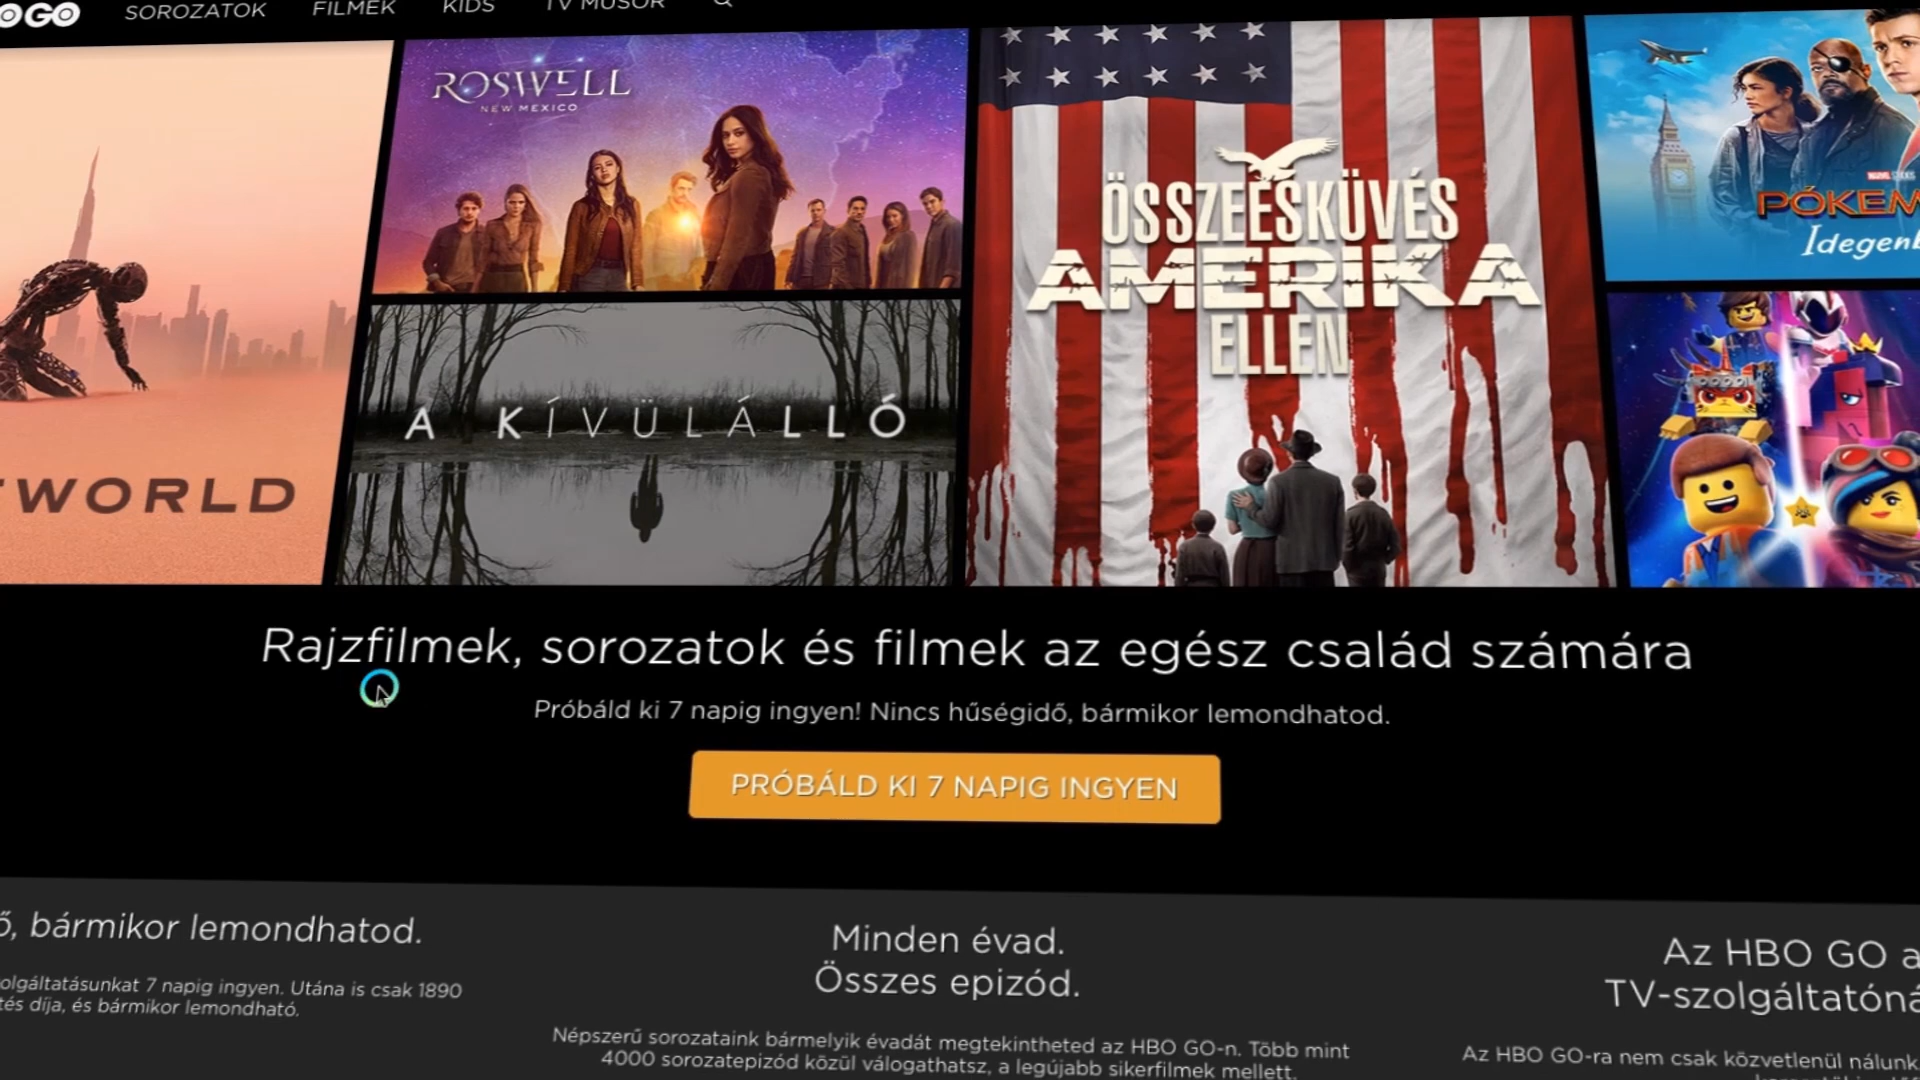 GO
SOROZATOK
FILMEK
KIDS
TV MŰSOR
ROSWELL
NEW MEXICO
ÖSSZEESKÜVÉS
AMERIKA
ELLEN
A KÍVÜLÁLLÓ
WORLD
Rajzfilmek, sorozatok és filmek az egész család számára
Próbáld ki 7 napig ingyen! Nincs hűségidő, bármikor lemondhatod.
PRÓBÁLD KI 7 NAPIG INGYEN
bármikor lemondhatod.
7 napig ingyen. Utána is csak 1890
díja, és bármikor lemondható.
Minden évad.
Összes epizód.
Népszerű sorozataink bármelyik évadát megtekintheted az HBO GO-n. Több mint
4000 sorozatepizód közül válogathatsz, a legújabb sikerfilmek mellett.
Az HBO GO
Az HBO GO-ra nem csak közvetlenül nálunk